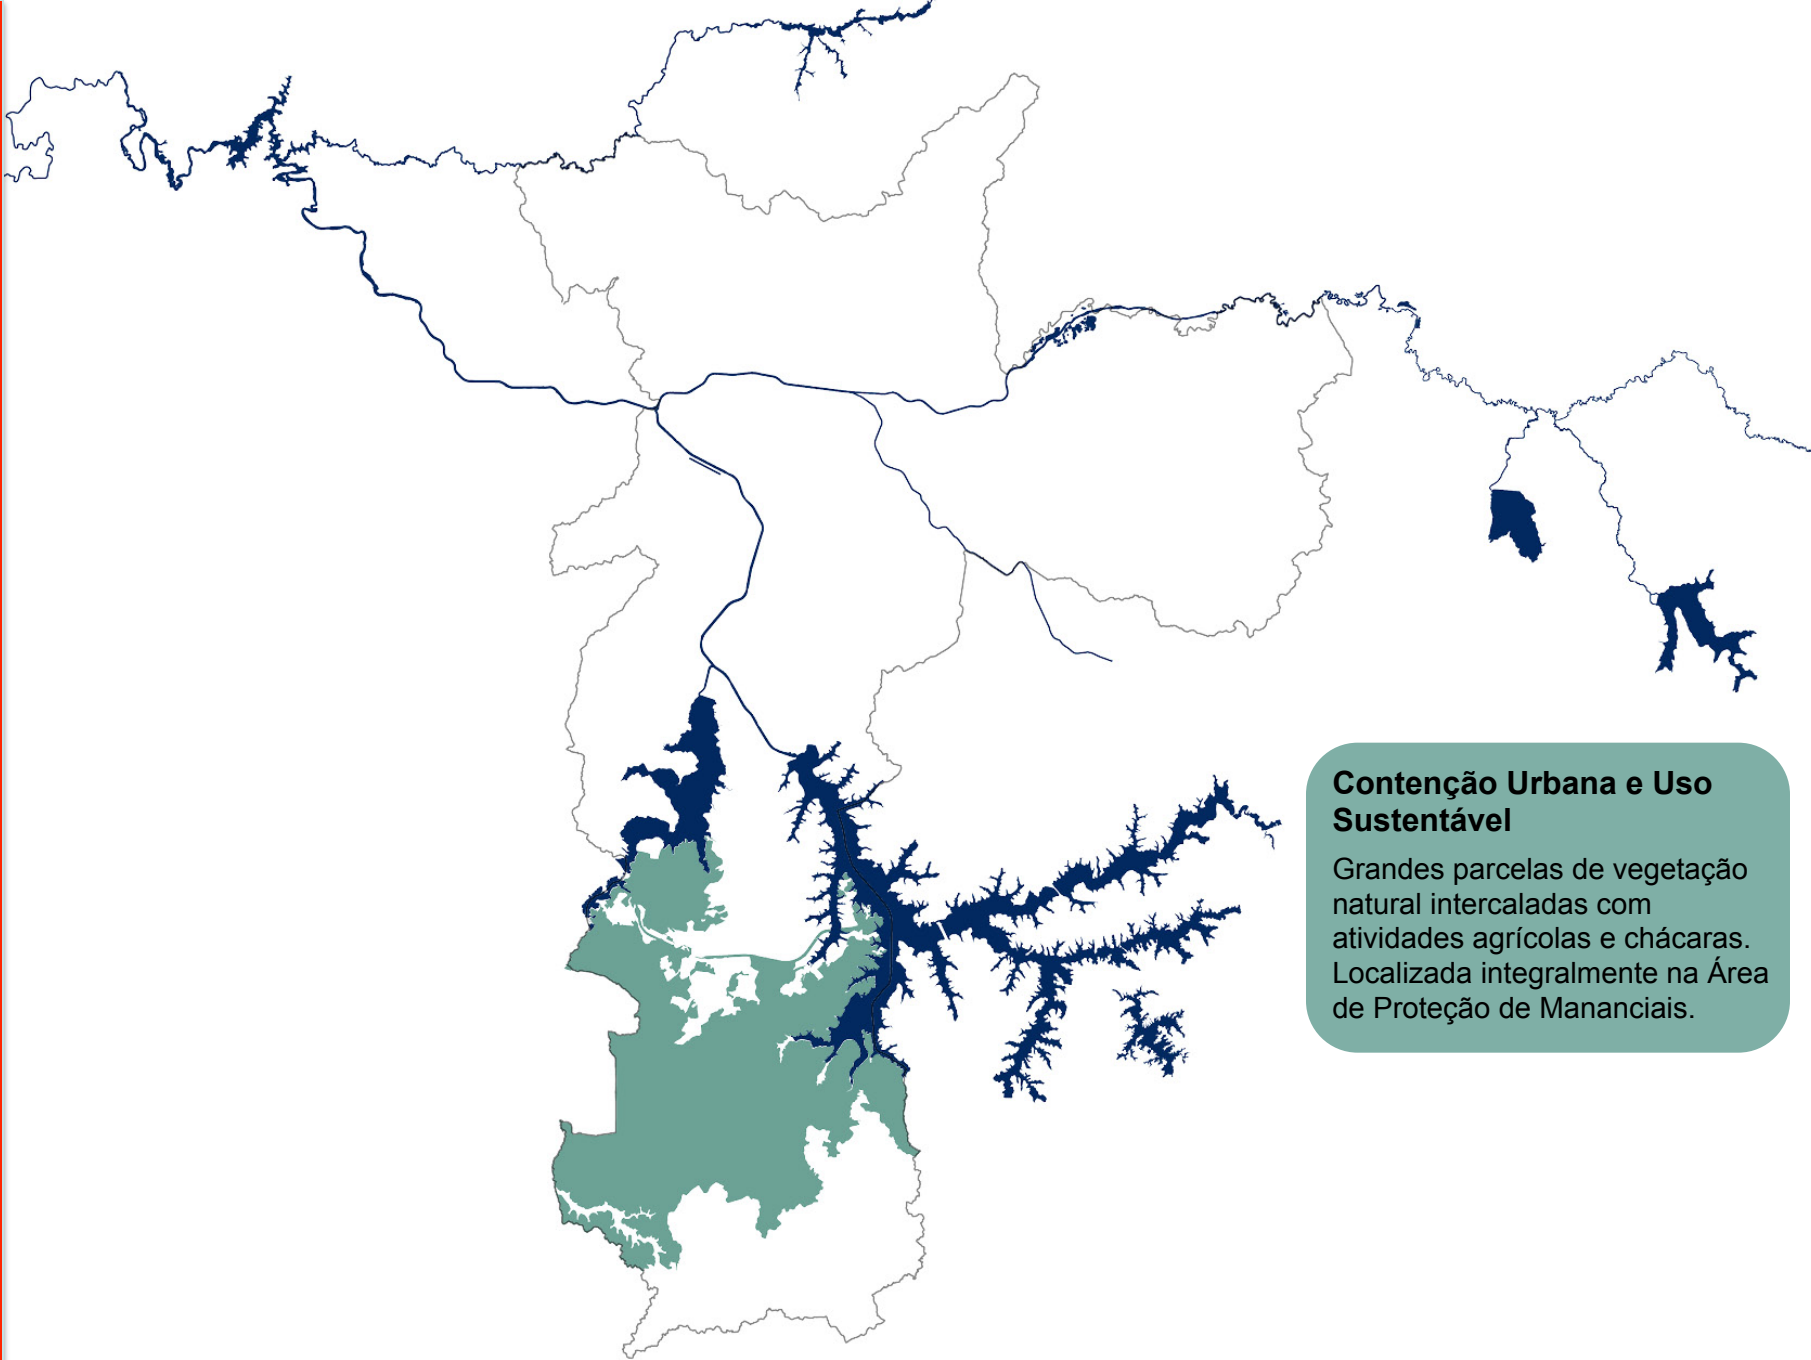 Contenção Urbana e Uso
Sustentável
Grandes parcelas de vegetação
natural intercaladas com
atividades agrícolas e chácaras.
Localizada integralmente na Área
de Proteção de Mananciais.